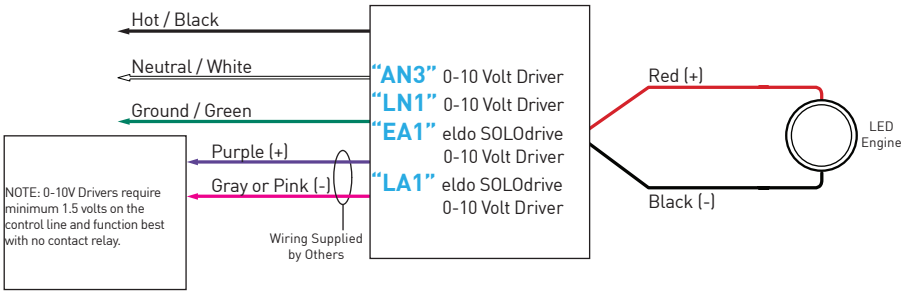 Hot / Black
Neutral / White
Ground / Green
Purple (+)
Gray or Pink (-)
NOTE: 0-10V Drivers require
minimum 1.5 volts on the
control line and function best
with no contact relay.
Wiring Supplied
by Others
“AN3” 0-10 Volt Driver
“LN1” 0-10 Volt Driver
“EA1” eldo SOLOdrive
0-10 Volt Driver
“LA1” eldo SOLOdrive
0-10 Volt Driver
Red (+)
Black (-)
LED
Engine